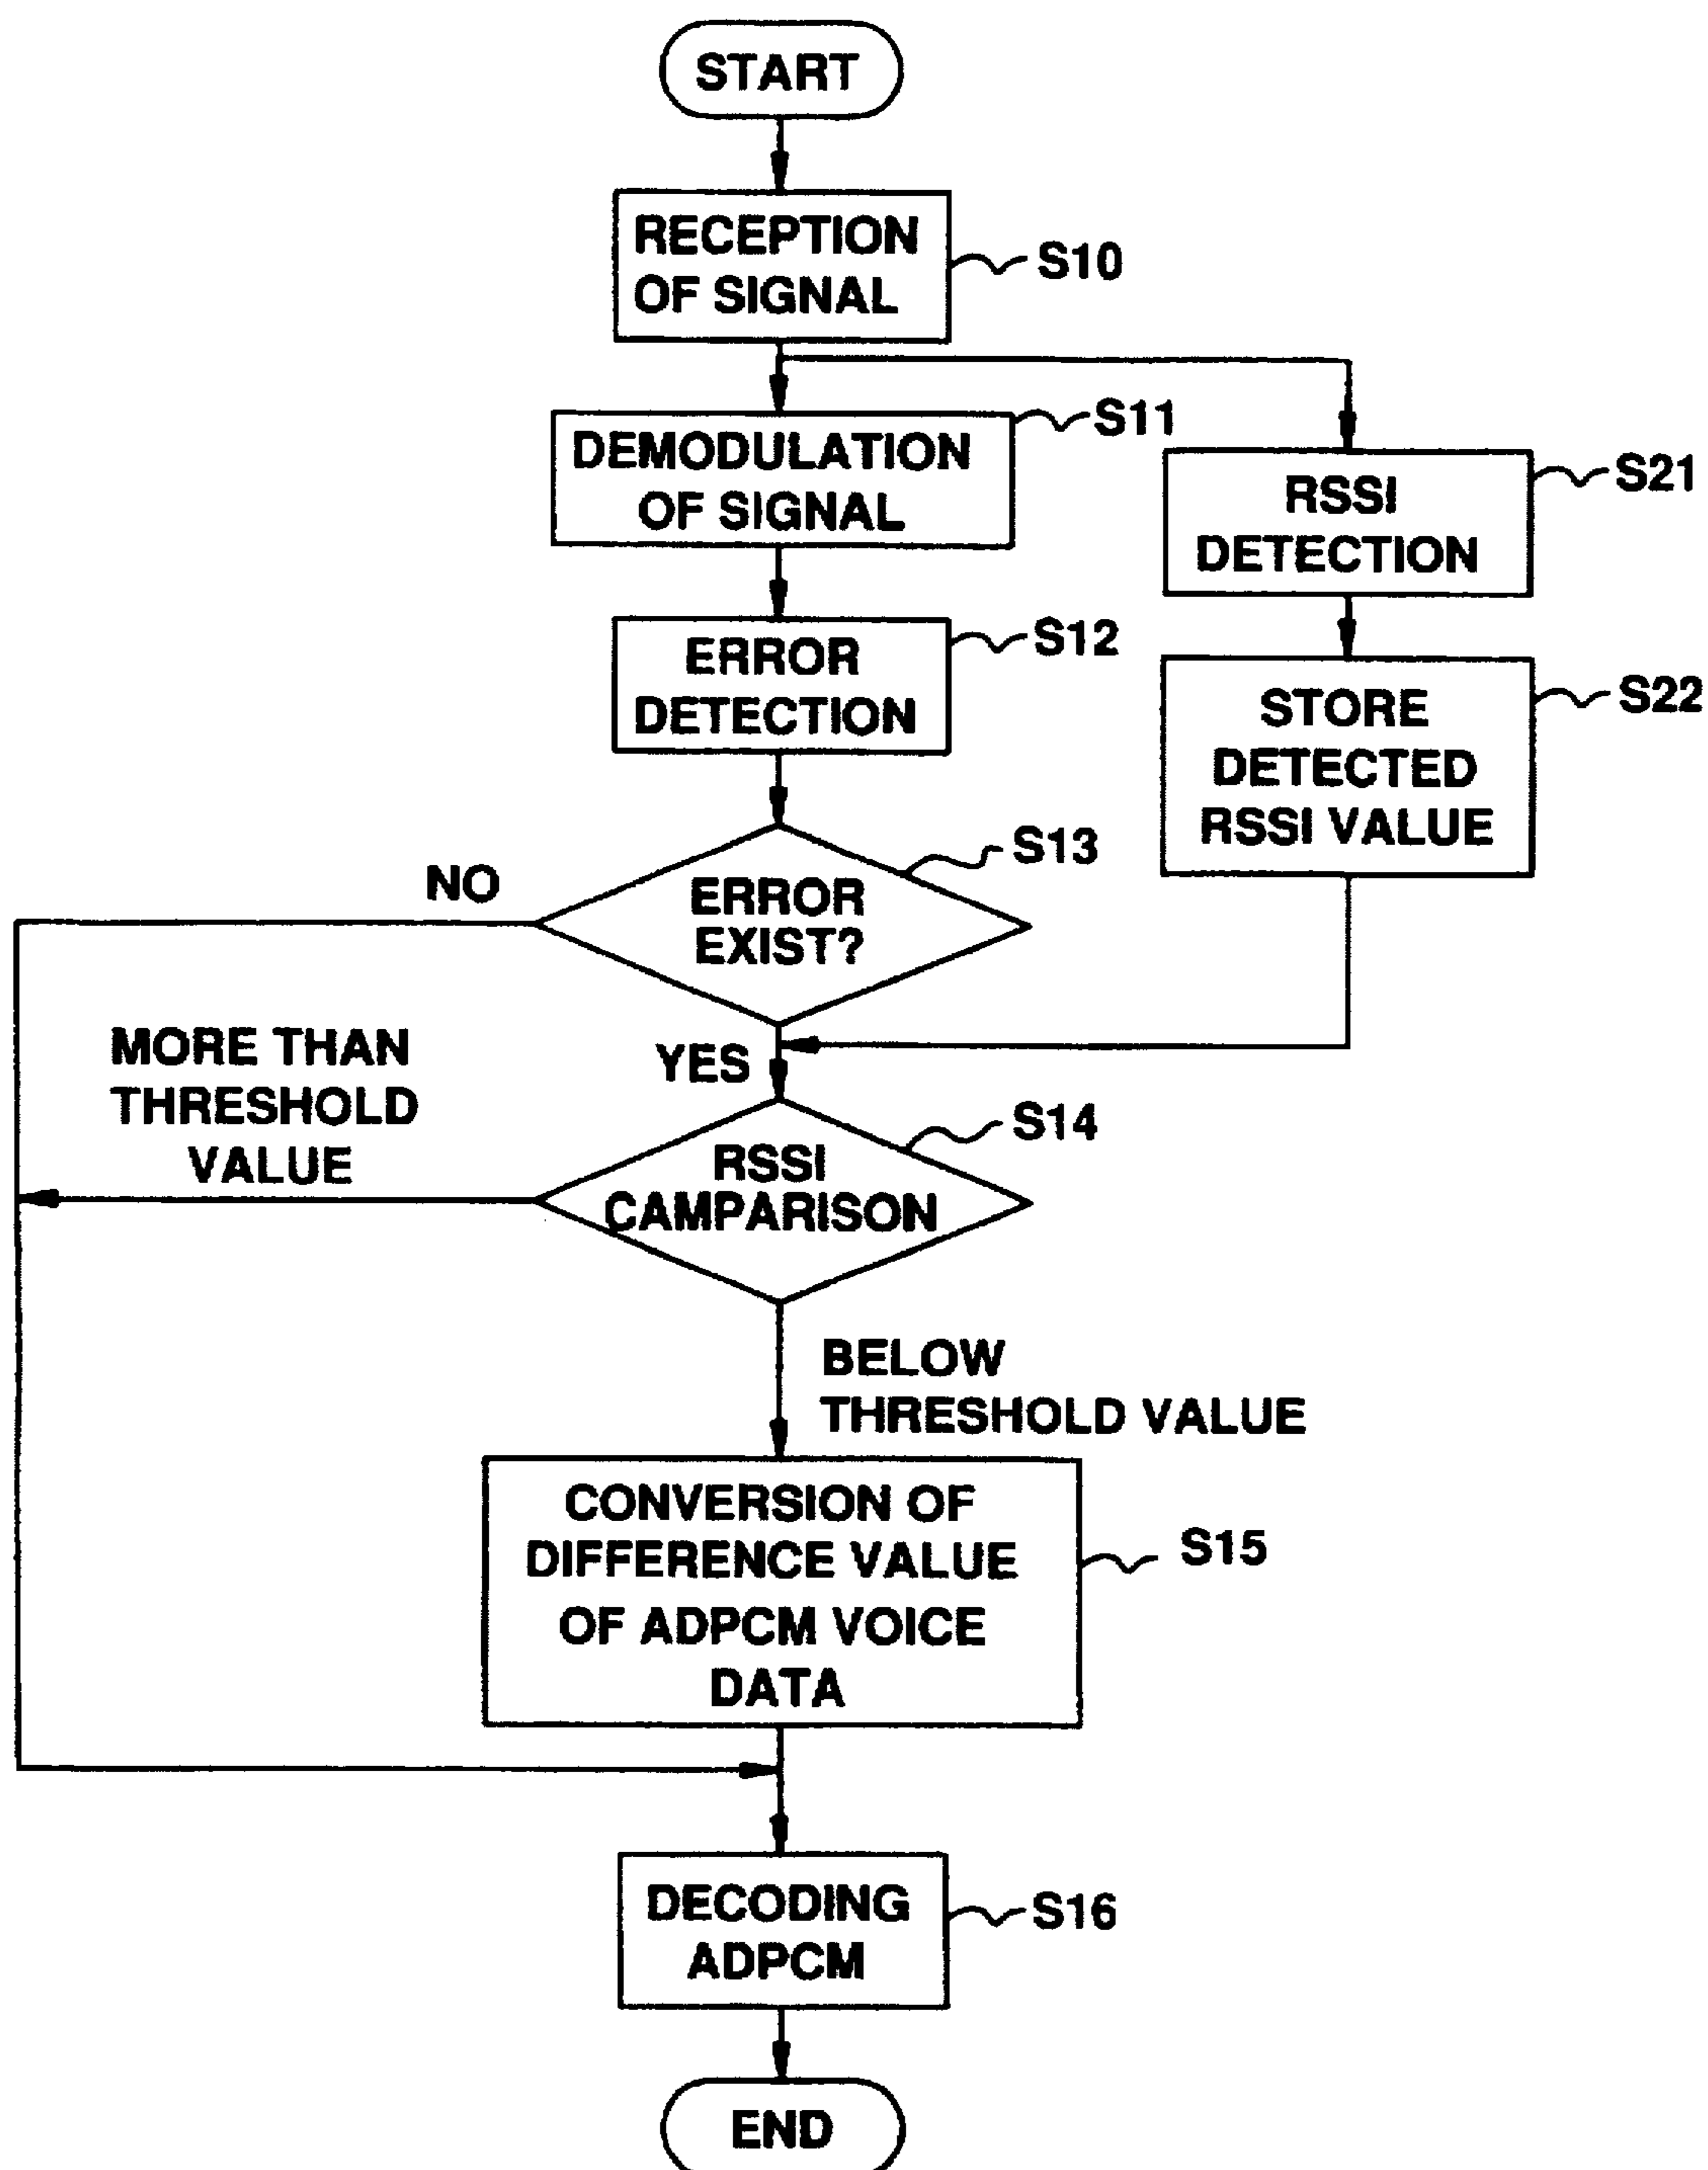 START
RECEPTION
OF SIGNAL
S10
DEMODULATION
OF SIGNAL
S11
RSSI
DETECTION
S21
ERROR
DETECTION
S12
STORE
DETECTED
RSSI VALUE
S22
ERROR
EXIST?
S13
NO
YES
MORE THAN
THRESHOLD
VALUE
RSSI
CAMPARISON
S14
BELOW
THRESHOLD VALUE
CONVERSION OF
DIFFERENCE VALUE
OF ADPCM VOICE
DATA
S15
DECODING
ADPCM
S16
END